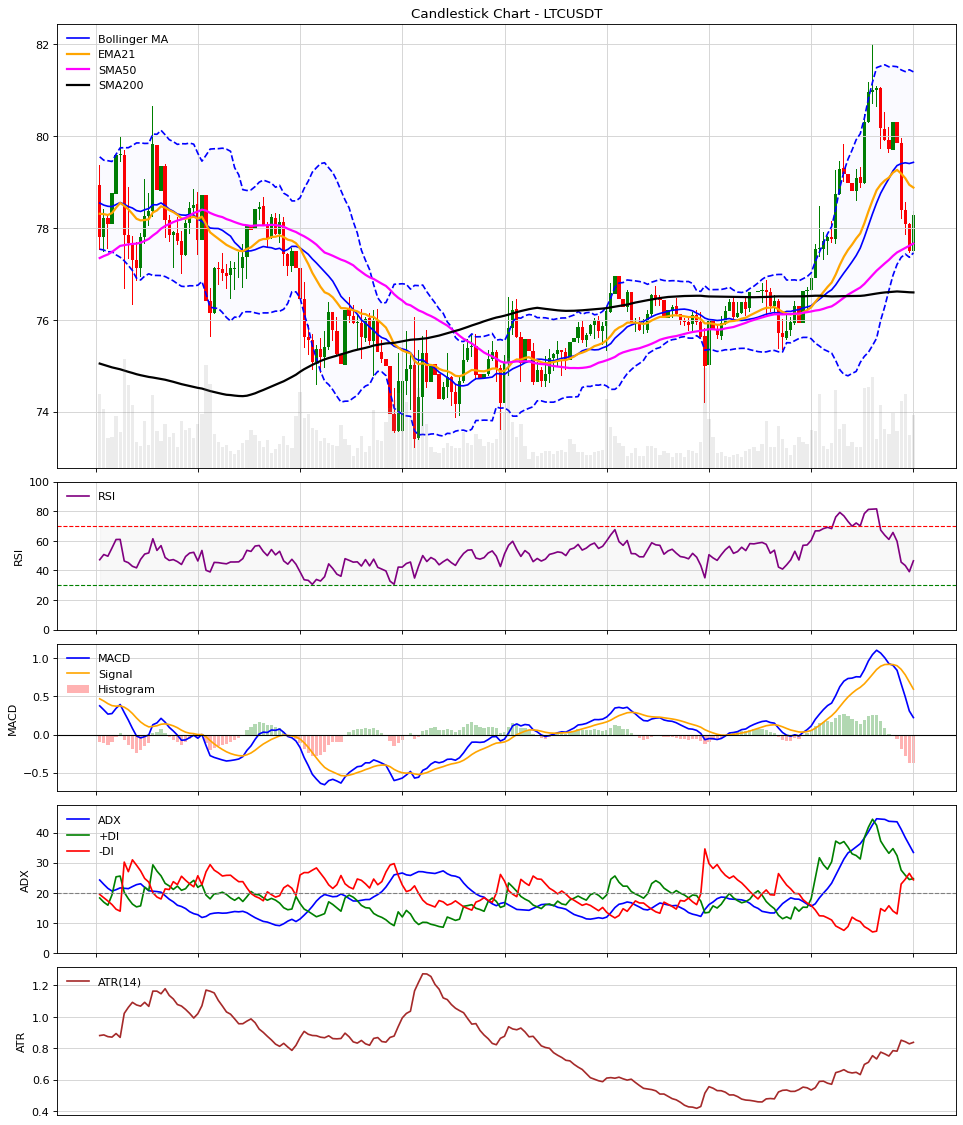 Candlestick Chart - LTCUSDT
Bollinger MA
EMA21
SMA50
SMA200
82
80
78
76
74
RSI
100
80
60
40
20
0
RSI
MACD
Signal
Histogram
1.0
0.5
0.0
−0.5
MACD
ADX
+DI
-DI
40
30
20
10
0
ADX
ATR(14)
1.2
1.0
0.8
0.6
0.4
ATR